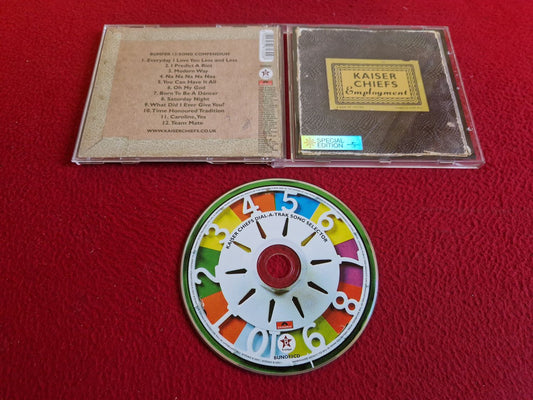 BUMPER 12 SONG COMPENDIUM
1. Everyday I Love You Less and Less
2. I Predict A Riot
3. Modern Way
4. Na Na Na Na Naa
5. You Can Have It All
6. Oh My God
7. Born To Be A Dancer
8. Saturday Night
9. What Did I Ever Give You?
10. Time Honoured Tradition
11. Caroline, Yes
12. Team Mate
WWW.KAISERCHIEFS.CO.UK
KAISER
CHIEFS
Employment
SPECIAL
EDITION
KAISER CHIEFS DIAL-A-TRAK SONG SELECTOR
1 2 3 4 5 6 7 8 9 10